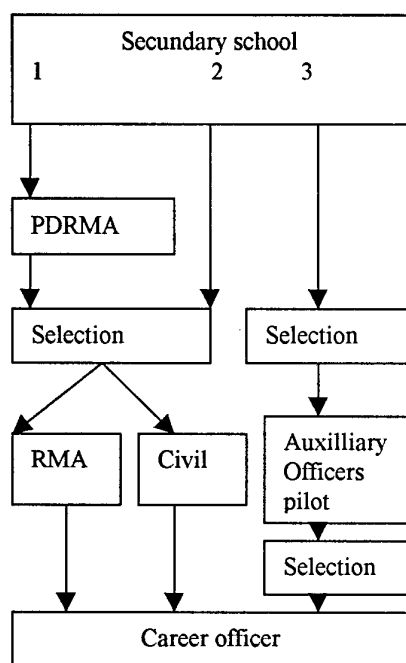 Secundary school
1 2 3
PDRMA
Selection Selection
RMA Civil Auxilliary
Officers
pilot
Selection
Career officer